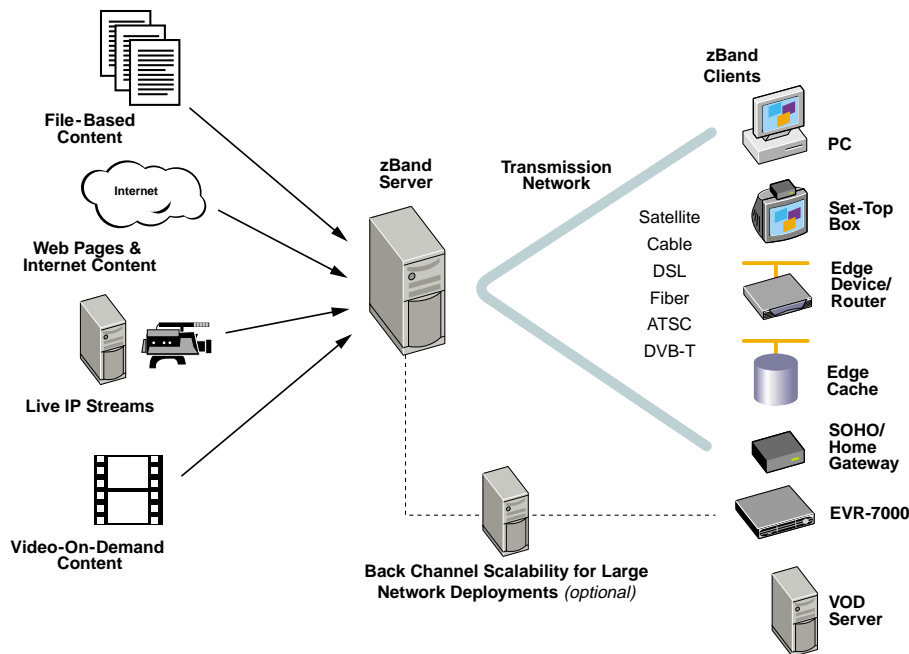 File-Based
Content
Internet
Web Pages &
Internet Content
Live IP Streams
Video-On-Demand
Content
zBand
Server
Transmission
Network
Satellite
Cable
DSL
Fiber
ATSC
DVB-T
Back Channel Scalability for Large
Network Deployments (optional)
zBand
Clients
PC
Set-Top
Box
Edge
Device/
Router
Edge
Cache
SOHO/
Home
Gateway
EVR-7000
VOD
Server